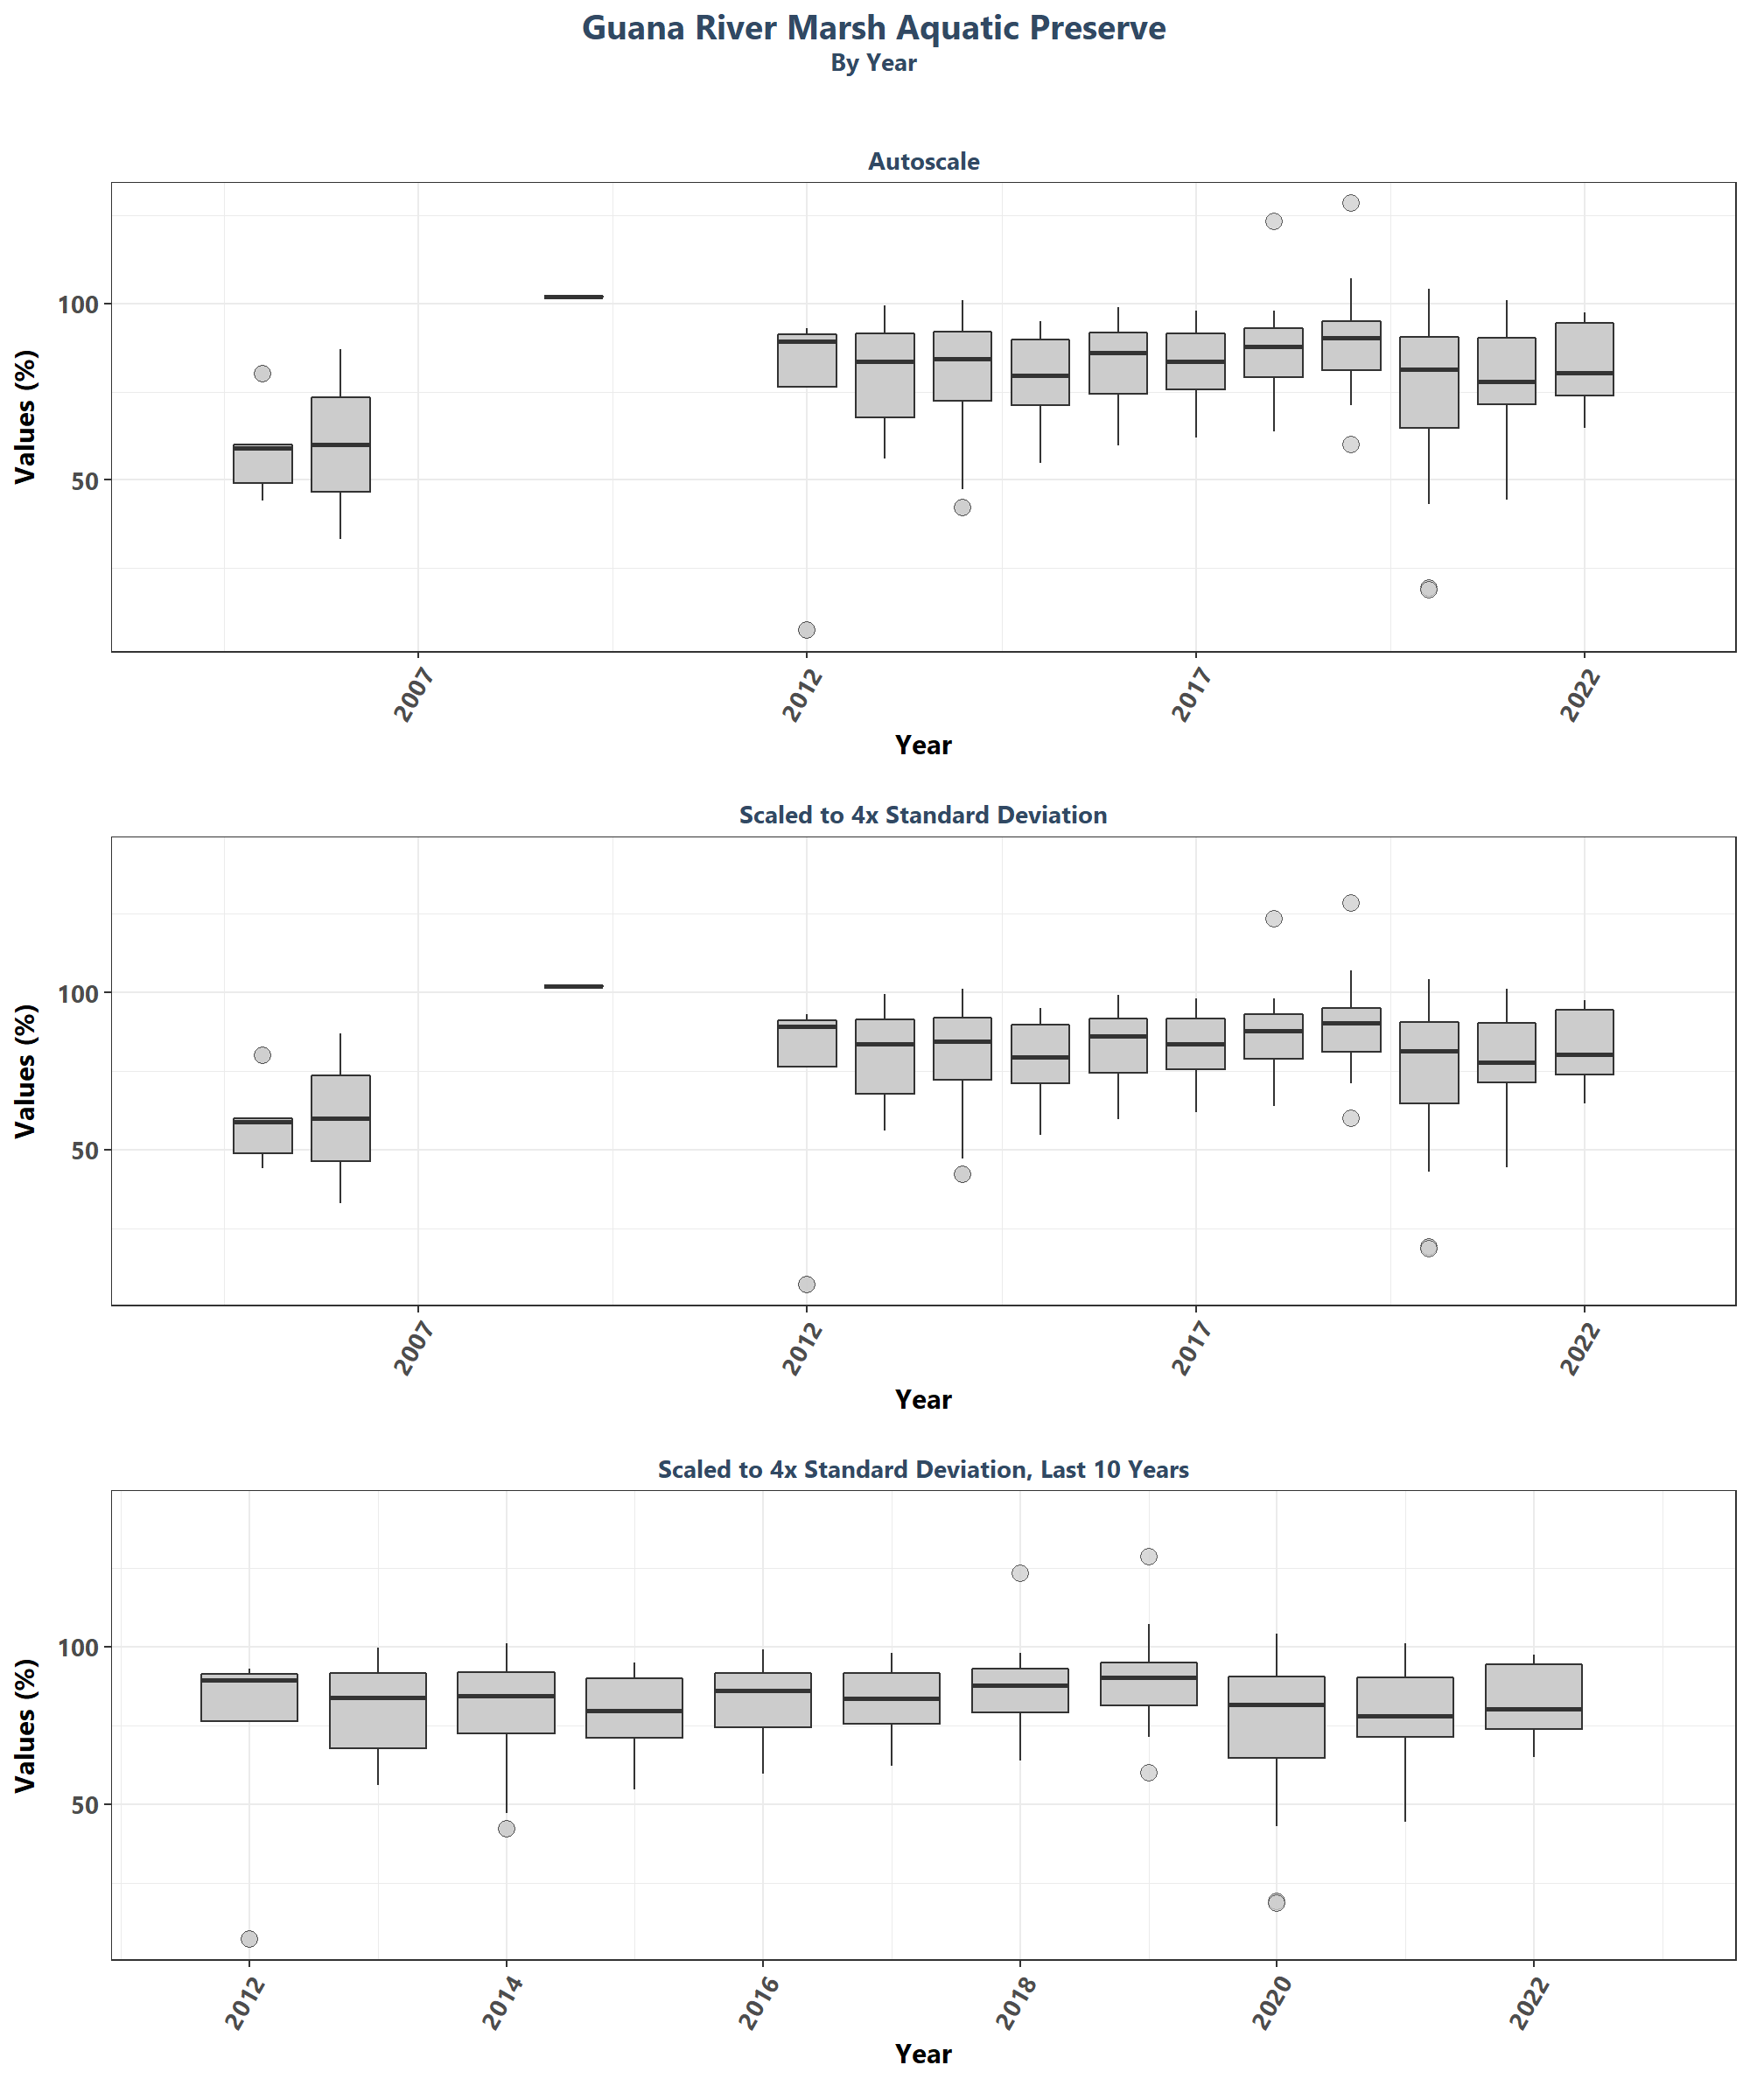 Guana River Marsh Aquatic Preserve
By Year
Autoscale
Values (%)
100
50
2007
2012
2017
2022
Year
Scaled to 4x Standard Deviation
Values (%)
100
50
2007
2012
2017
2022
Year
Scaled to 4x Standard Deviation, Last 10 Years
Values (%)
100
50
2012
2014
2016
2018
2020
2022
Year